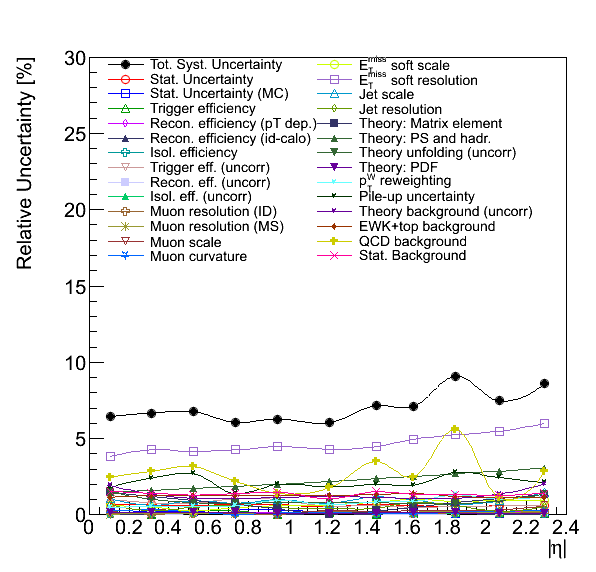 Relative Uncertainty [%]
30
25
20
15
10
5
0
Tot. Syst. Uncertainty
Stat. Uncertainty
Stat. Uncertainty (MC)
Trigger efficiency
Recon. efficiency (pT dep.)
Recon. efficiency (id-calo)
Isol. efficiency
Trigger eff. (uncorr)
Recon. eff. (uncorr)
Isol. eff. (uncorr)
Muon resolution (ID)
Muon resolution (MS)
Muon scale
Muon curvature
E_T^miss soft scale
E_T^miss soft resolution
Jet scale
Jet resolution
Theory: Matrix element
Theory: PS and hadr.
Theory unfolding (uncorr)
Theory: PDF
p_T^W reweighting
Pile-up uncertainty
Theory background (uncorr)
EWK+top background
QCD background
Stat. Background
0 0.2 0.4 0.6 0.8 1 1.2 1.4 1.6 1.8 2 2.2 2.4
|η|